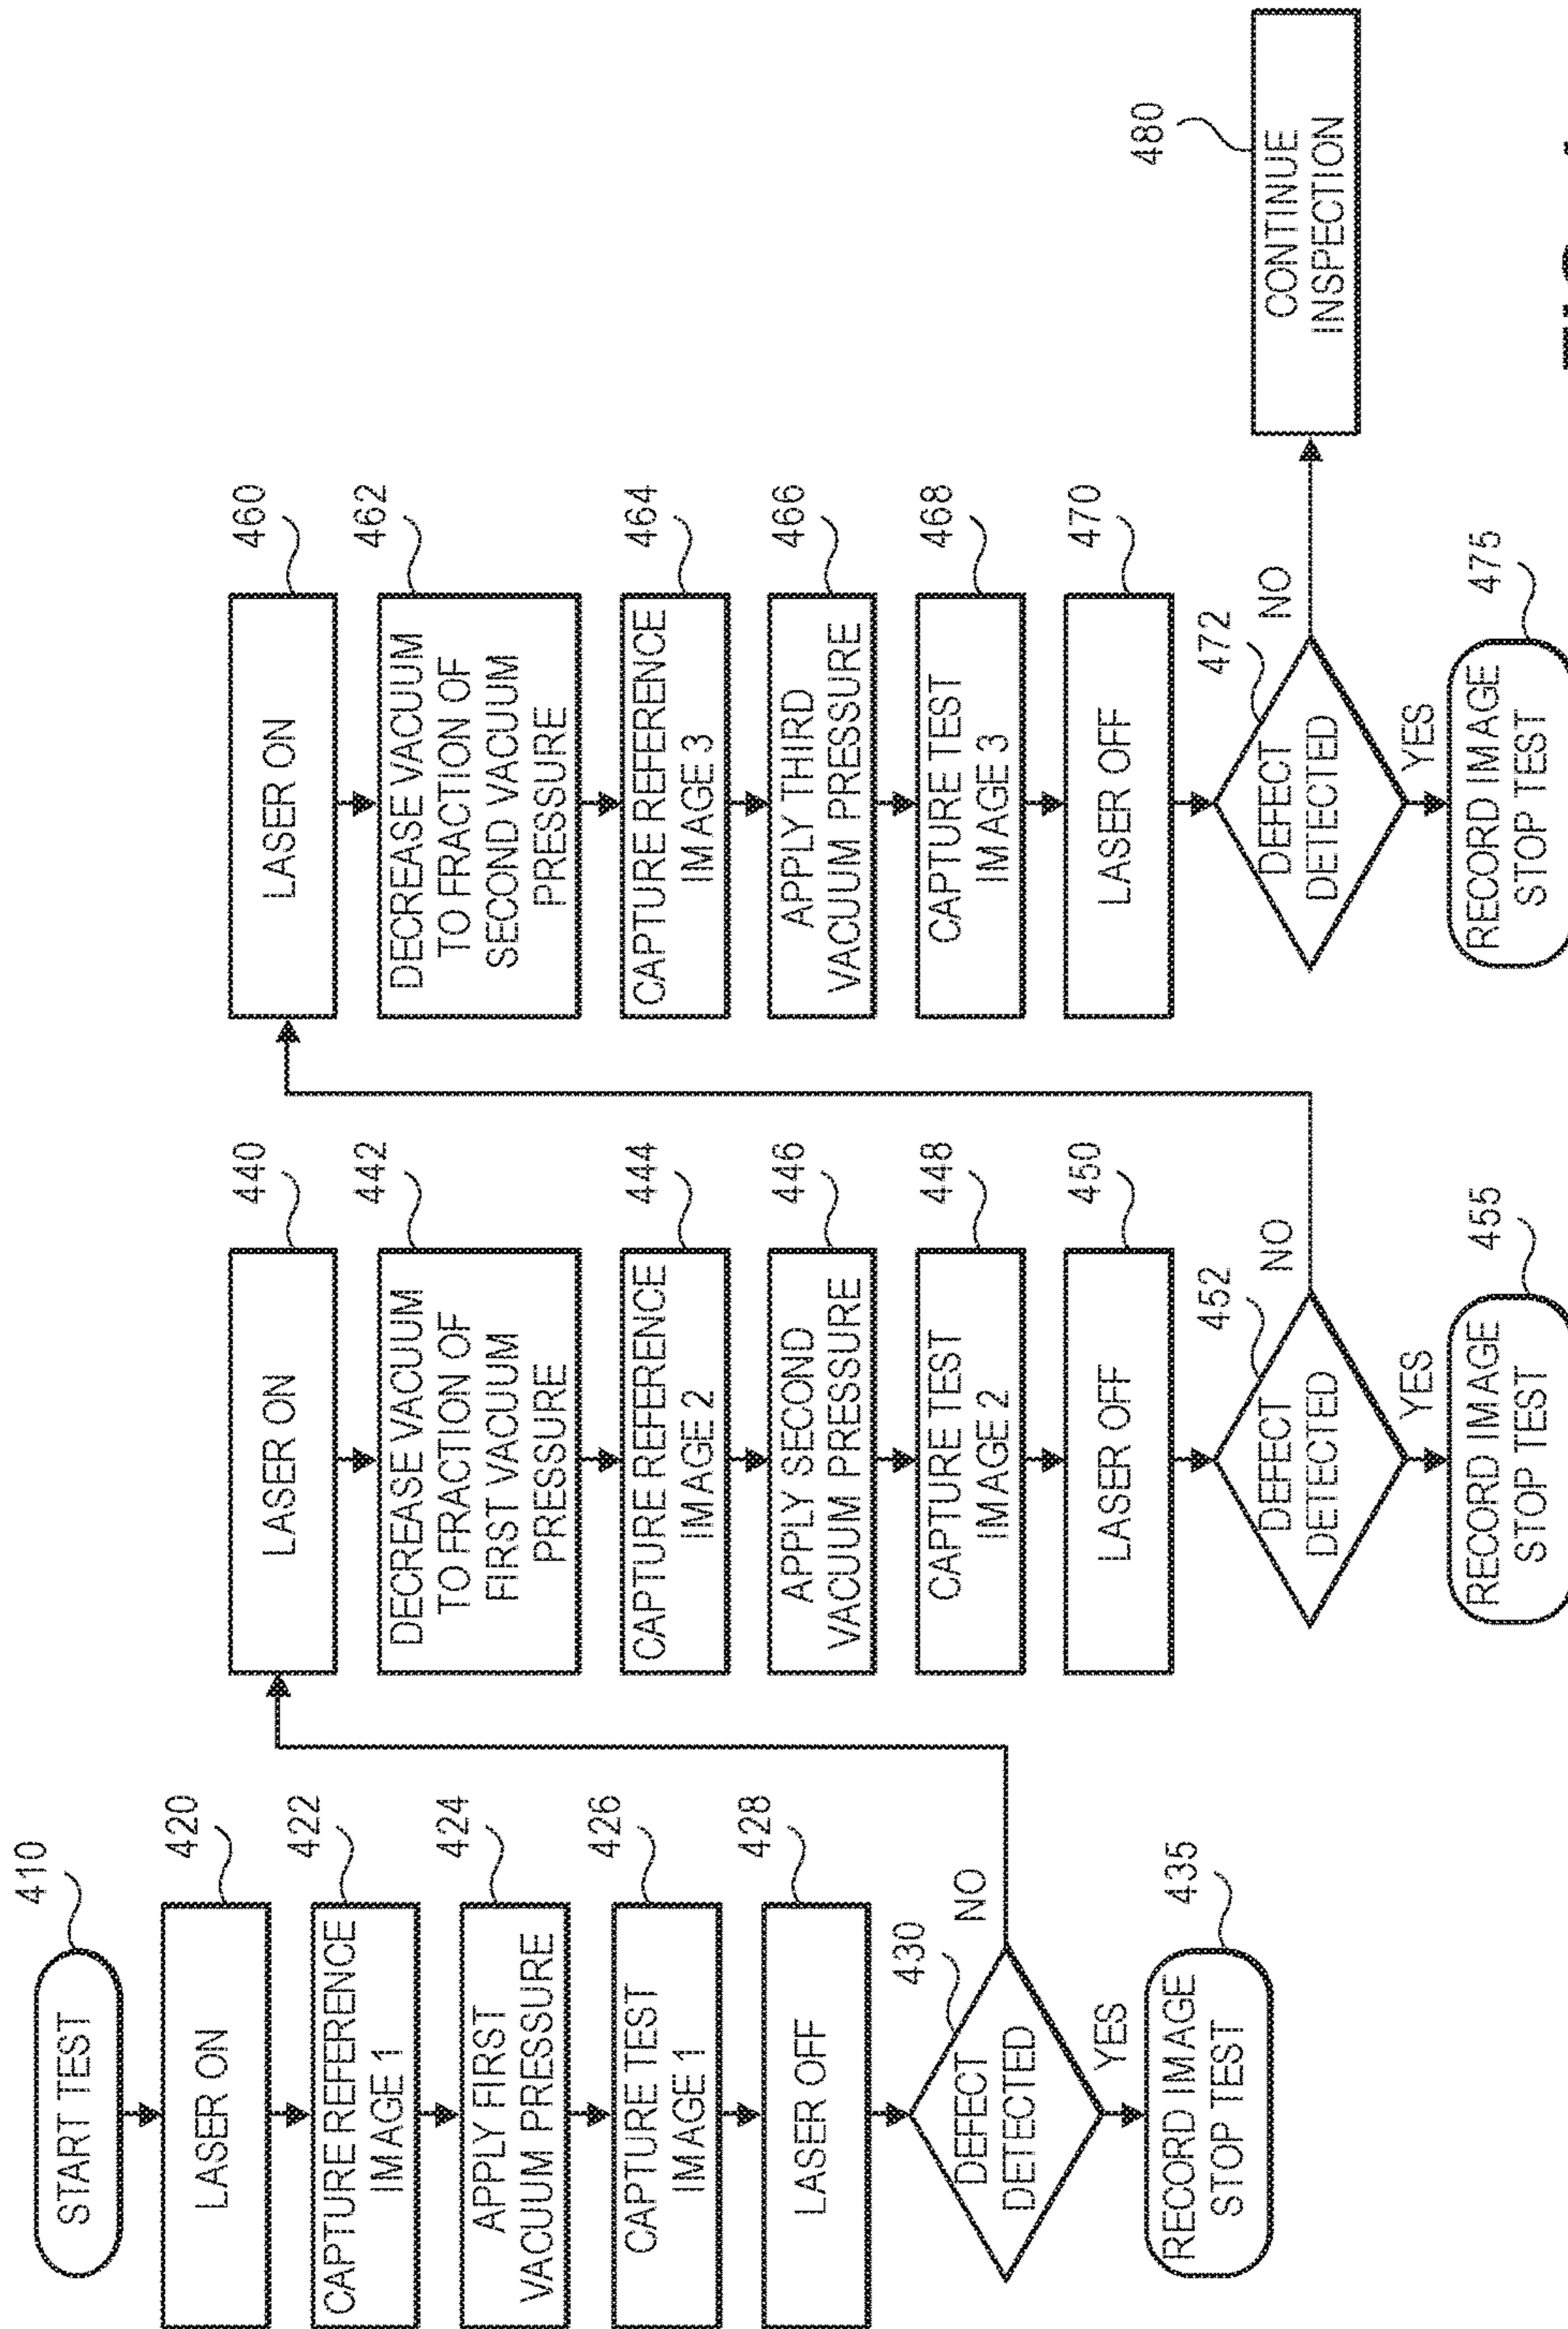 START TEST
410
LASER ON
420
CAPTURE REFERENCE
IMAGE 1
422
APPLY FIRST
VACUUM PRESSURE
424
CAPTURE TEST
IMAGE 1
426
LASER OFF
428
DEFECT
DETECTED
430
NO
YES
RECORD IMAGE
STOP TEST
435
LASER ON
440
DECREASE VACUUM
TO FRACTION OF
FIRST VACUUM
PRESSURE
442
CAPTURE REFERENCE
IMAGE 2
444
APPLY SECOND
VACUUM PRESSURE
446
CAPTURE TEST
IMAGE 2
448
LASER OFF
450
DEFECT
DETECTED
452
NO
YES
RECORD IMAGE
STOP TEST
455
LASER ON
460
DECREASE VACUUM
TO FRACTION OF
SECOND VACUUM
PRESSURE
462
CAPTURE REFERENCE
IMAGE 3
464
APPLY THIRD
VACUUM PRESSURE
466
CAPTURE TEST
IMAGE 3
468
LASER OFF
470
DEFECT
DETECTED
472
NO
YES
RECORD IMAGE
STOP TEST
475
CONTINUE
INSPECTION
480